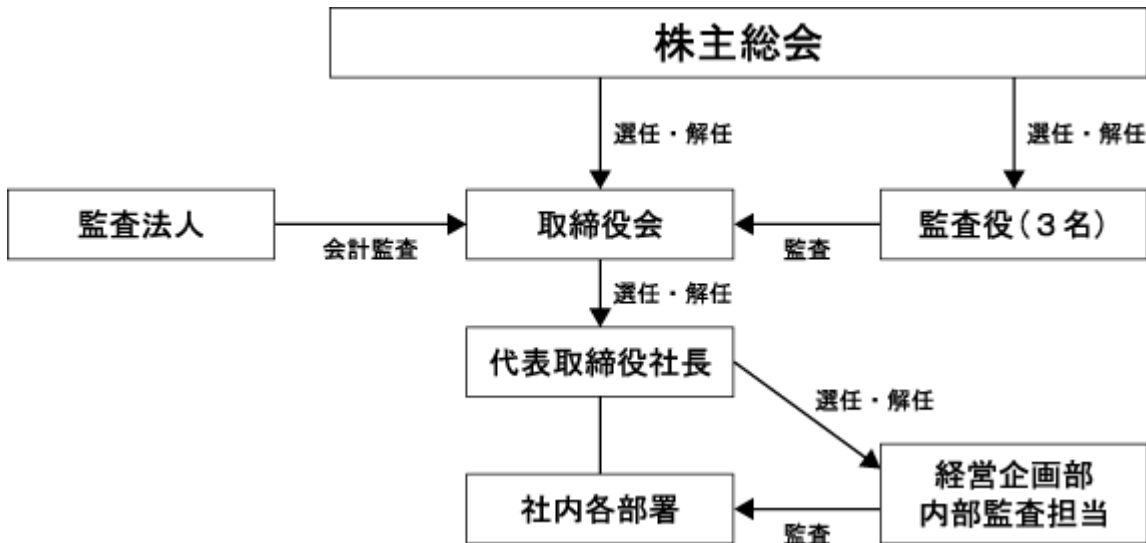 株主総会
選任・解任
選任・解任
監査法人
会計監査
取締役会
監査
監査役(３名)
選任・解任
代表取締役社長
選任・解任
経営企画部
内部監査担当
社内各部署
監査